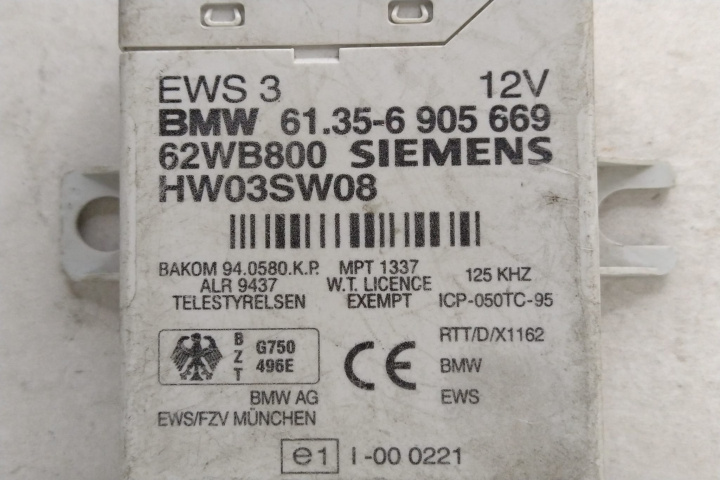 EWS 3 12V
BMW 61.35-6 905 669
62WB800 SIEMENS
HW03SW08
BAKOM 94.0580.K.P. MPT 1337 125 KHZ
ALR 9437 W.T. LICENCE
TELESTYRELSEN EXEMPT ICP-050TC-95
RTT/D/X1162
B Z T G750 496E
CE
BMW
BMW AG EWS
EWS/FZV MÜNCHEN
e1 I-00 0221